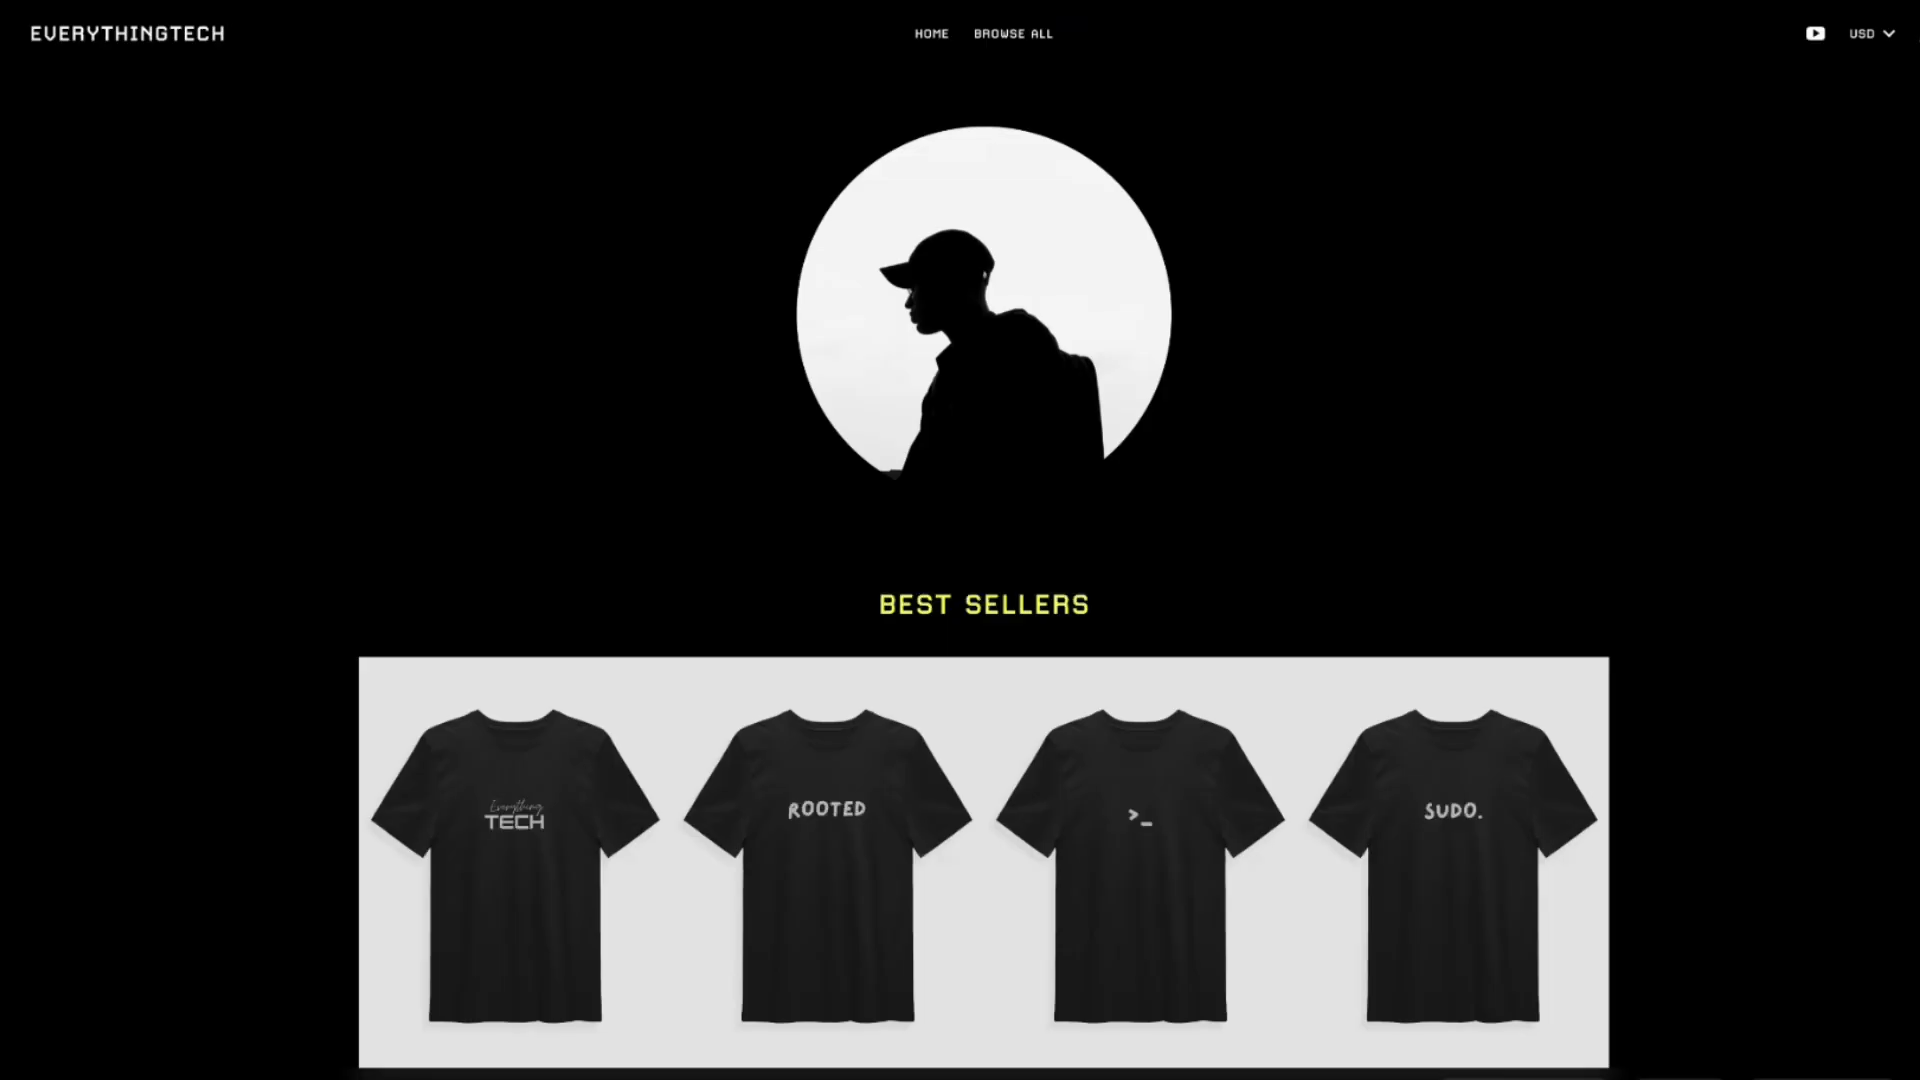 EVERYTHINGTECH
HOME
BROWSE ALL
USD
BEST SELLERS
Everything
TECH
ROOTED
>_
SUDO.